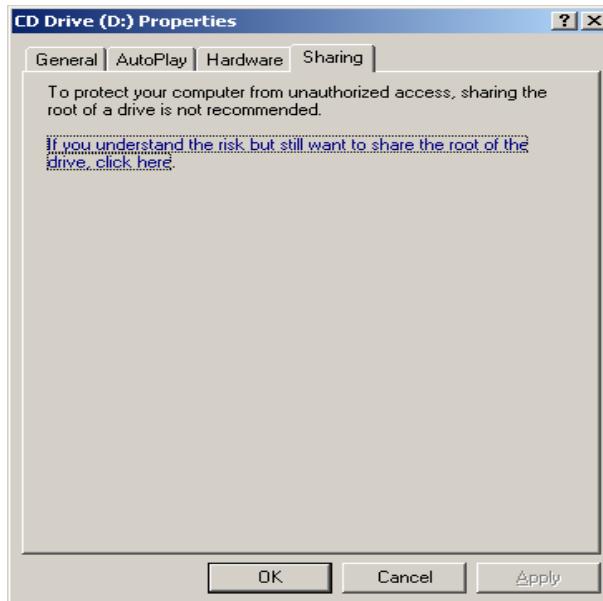 CD Drive (D:) Properties
General AutoPlay Hardware Sharing
To protect your computer from unauthorized access, sharing the
root of a drive is not recommended.
If you understand the risk but still want to share the root of the
drive, click here.
OK Cancel Apply